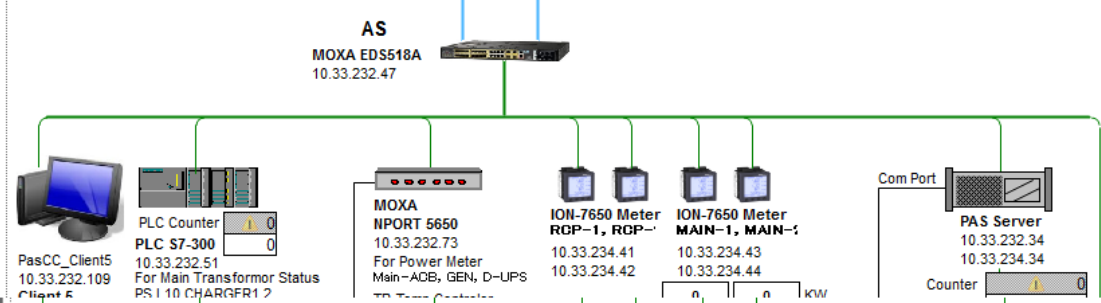 AS
MOXA EDS518A
10.33.232.47
PasCC_Client5
10.33.232.109
Client 5
PLC Counter 0
PLC S7-300 0
10.33.232.51
For Main Transformor Status
MOXA
NPORT 5650
10.33.232.73
For Power Meter
Main-ACB, GEN, D-UPS
ION-7650 Meter
10.33.234.41
10.33.234.42
ION-7650 Meter
10.33.234.43
10.33.234.44
0 0 KW
Com Port
PAS Server
10.33.232.34
10.33.234.34
Counter 0